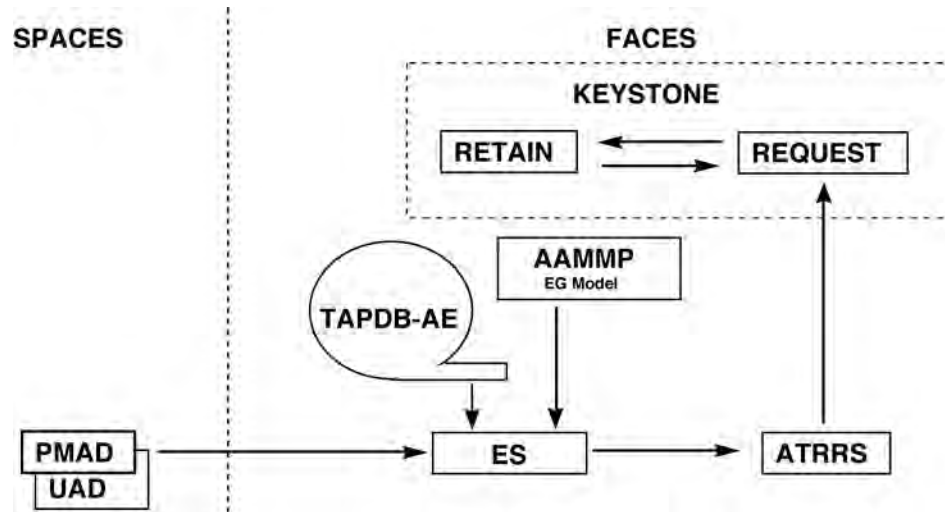 SPACES
FACES
KEYSTONE
RETAIN
REQUEST
AAMMP
EG Model
TAPDB-AE
PMAD
UAD
ES
ATRRS